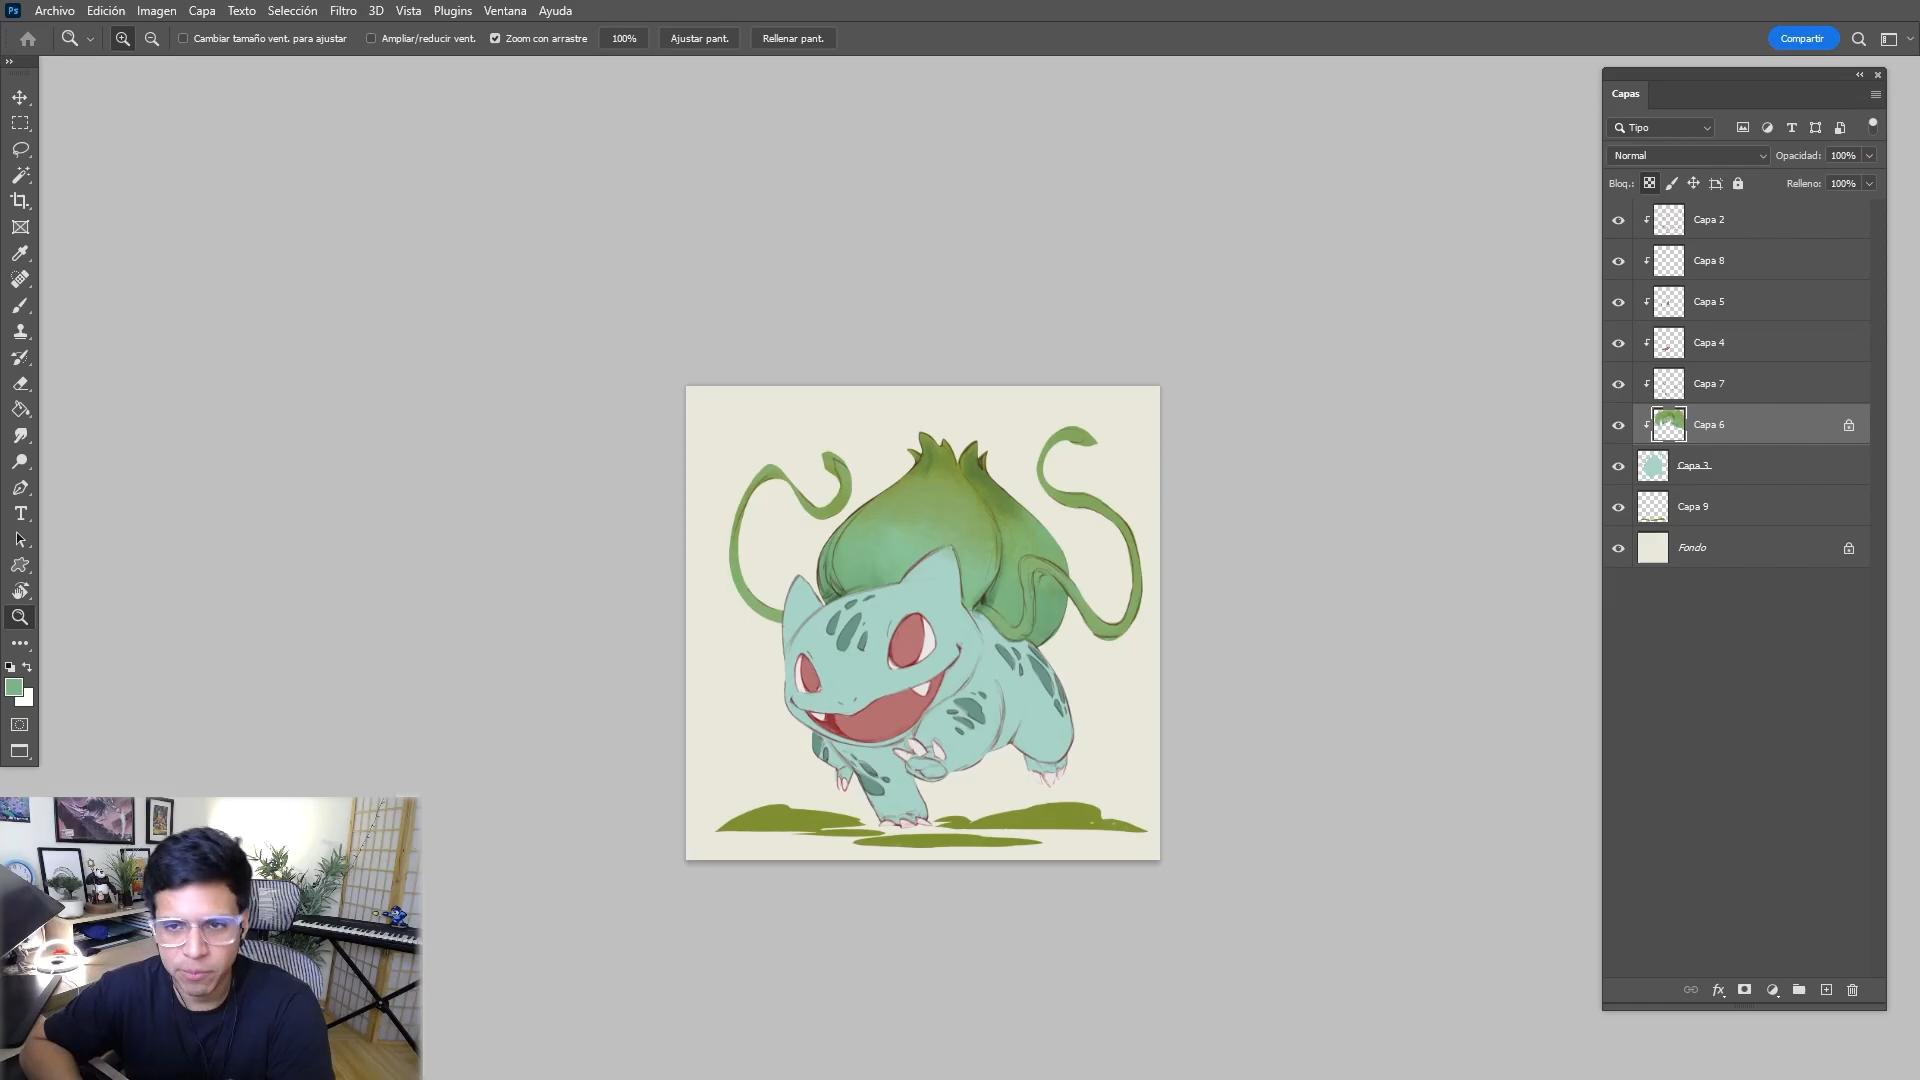 Ps Archivo Edición Imagen Capa Texto Selección Filtro 3D Vista Plugins Ventana Ayuda
Cambiar tamaño vent. para ajustar Ampliar/reducir vent. Zoom con arrastre 100% Ajustar pant. Rellenar pant. Compartir
Capas
Tipo
Normal Opacidad: 100%
Bloq.: Relleno: 100%
Capa 2
Capa 8
Capa 5
Capa 4
Capa 7
Capa 6
Capa 3
Capa 9
Fondo
fx